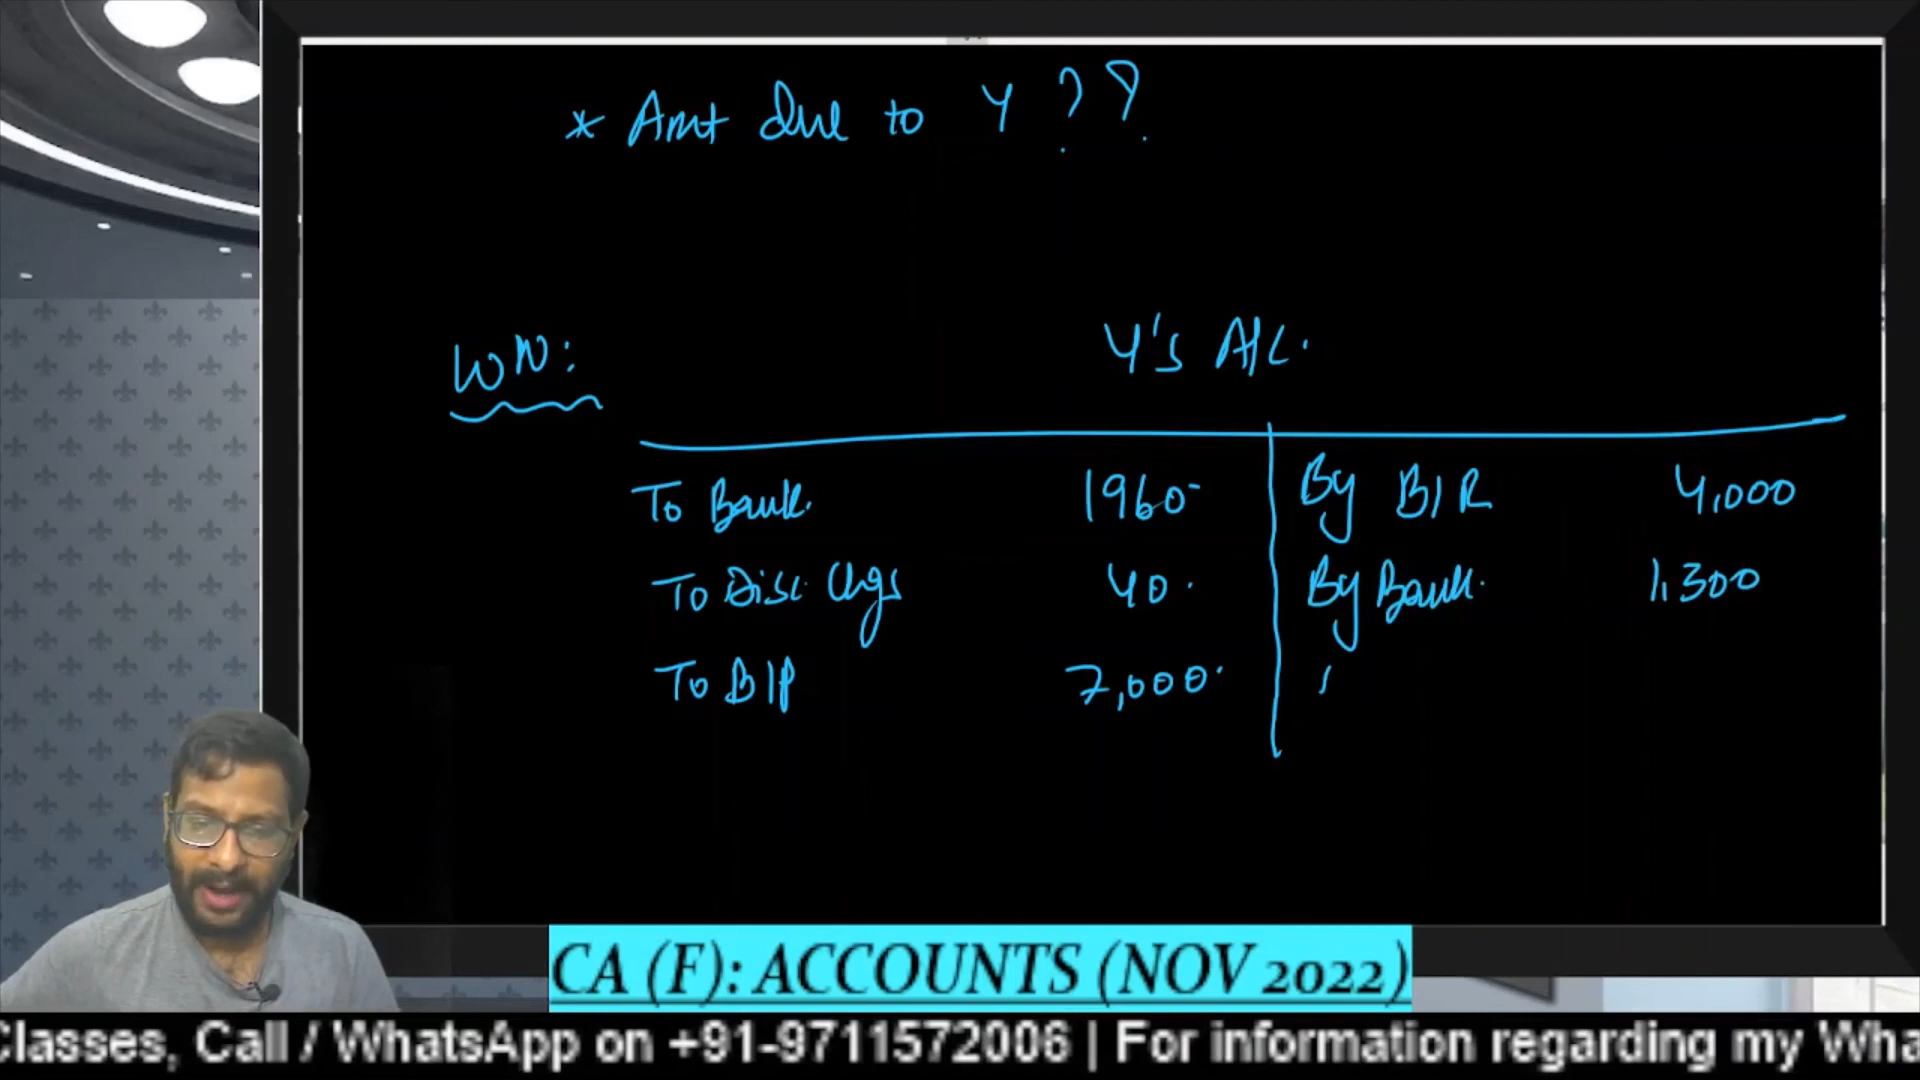 * Amt due to Y ??
WN:
Y's A/c.
To Bank. 1960 By B/R 4,000
To Disc. Chgs 40. By Bank. 1,300
To B/P 7,000.
CA (F): ACCOUNTS (NOV 2022)
Classes, Call / WhatsApp on +91-9711572006 | For information regarding my Wha